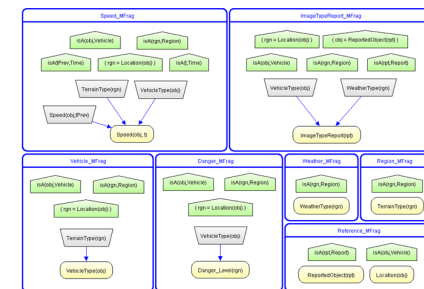 Speed_MFrag
isA(obj,Vehicle)
isA(rgn,Region)
isA(tPrev,Time)
( rgn = Location(obj) )
isA(t,Time)
TerrainType(rgn)
VehicleType(obj)
Speed(obj, tPrev)
Speed(obj, t)
ImageTypeReport_MFrag
( rgn = Location(obj) )
( obj = ReportedObject(rpt) )
isA(obj,Vehicle)
isA(rgn,Region)
isA(rpt,Report)
VehicleType(obj)
WeatherType(rgn)
ImageTypeReport(rpt)
Vehicle_MFrag
isA(obj,Vehicle)
isA(rgn,Region)
( rgn = Location(obj) )
TerrainType(rgn)
VehicleType(obj)
Danger_MFrag
isA(obj,Vehicle)
isA(rgn,Region)
( rgn = Location(obj) )
VehicleType(obj)
Danger_Level(rgn)
Weather_MFrag
isA(rgn,Region)
WeatherType(rgn)
Region_MFrag
isA(rgn,Region)
TerrainType(rgn)
Reference_MFrag
isA(rpt,Report)
isA(obj,Vehicle)
ReportedObject(rpt)
Location(obj)